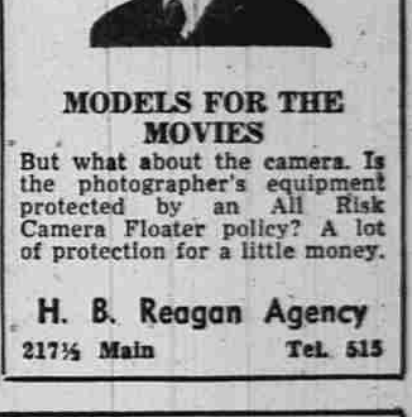 MODELS FOR THE
MOVIES
But what about the camera. Is
the photographer's equipment
protected by an All Risk
Camera Floater policy? A lot
of protection for a little money.
H. B. Reagan Agency
217½ Main Tel. 515